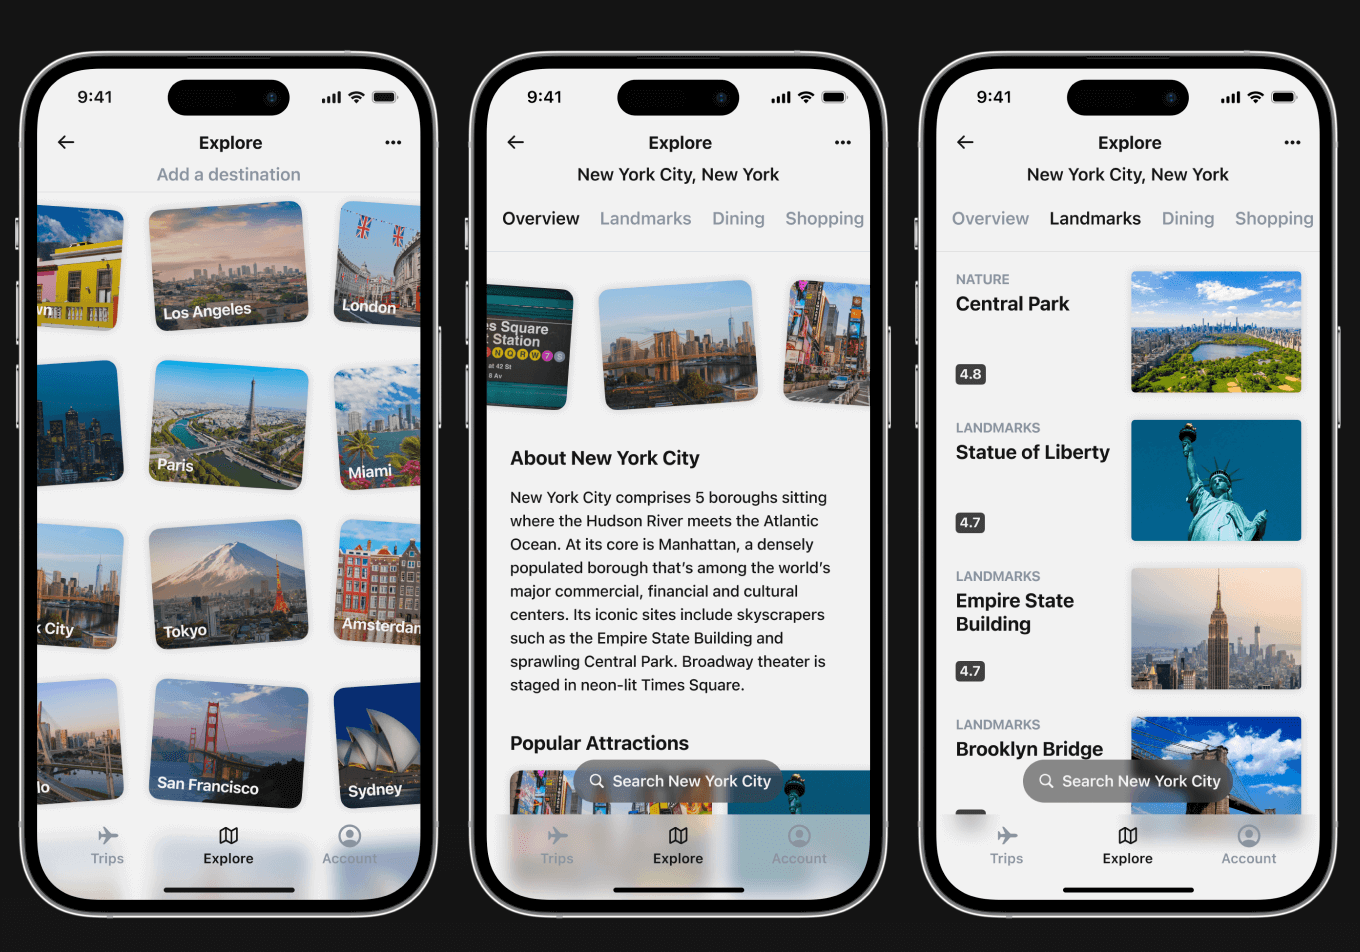 9:41
Explore
Add a destination
Los Angeles
London
Paris
Miami
City
Tokyo
Amsterdam
San Francisco
Sydney
Trips
Explore
Account
9:41
Explore
New York City, New York
Overview Landmarks Dining Shopping
s Square
Station
N Q R W 7
at 42 St
8 Av
About New York City
New York City comprises 5 boroughs sitting
where the Hudson River meets the Atlantic
Ocean. At its core is Manhattan, a densely
populated borough that’s among the world’s
major commercial, financial and cultural
centers. Its iconic sites include skyscrapers
such as the Empire State Building and
sprawling Central Park. Broadway theater is
staged in neon-lit Times Square.
Popular Attractions
Search New York City
Trips
Explore
Account
9:41
Explore
New York City, New York
Overview Landmarks Dining Shopping
NATURE
Central Park
4.8
LANDMARKS
Statue of Liberty
4.7
LANDMARKS
Empire State
Building
4.7
LANDMARKS
Brooklyn Bridge
Search New York City
Trips
Explore
Account